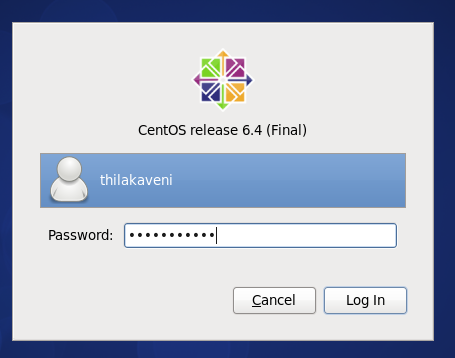 CentOS release 6.4 (Final)
thilakaveni
Password: •••••••••••
Cancel Log In